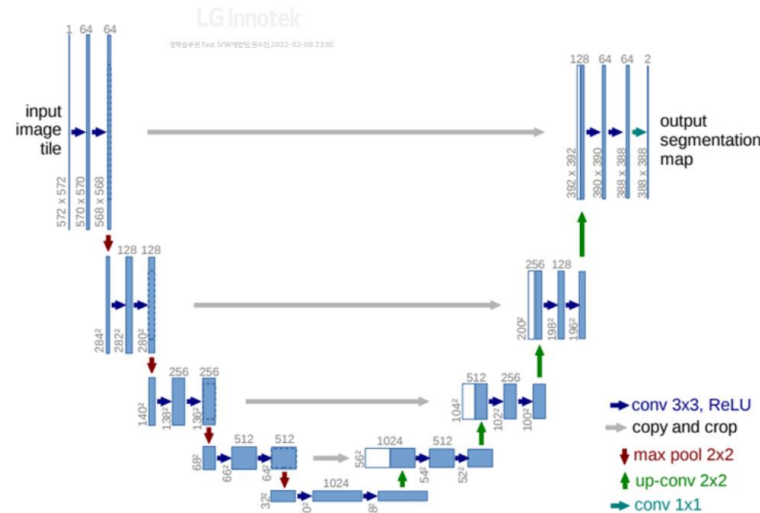 LG Innotek
1 64 64
128 64 64 2
input
image
tile
output
segmentation
map
572 x 572
570 x 570
568 x 568
392 x 392
390 x 390
388 x 388
388 x 388
128 128
256 128
284²
282²
280²
200²
198²
196²
256 256
512 256
140²
138²
136²
104²
102²
100²
512 512
1024 512
68²
66²
64²
56²
54²
52²
1024
32²
0²
8²
conv 3x3, ReLU
copy and crop
max pool 2x2
up-conv 2x2
conv 1x1